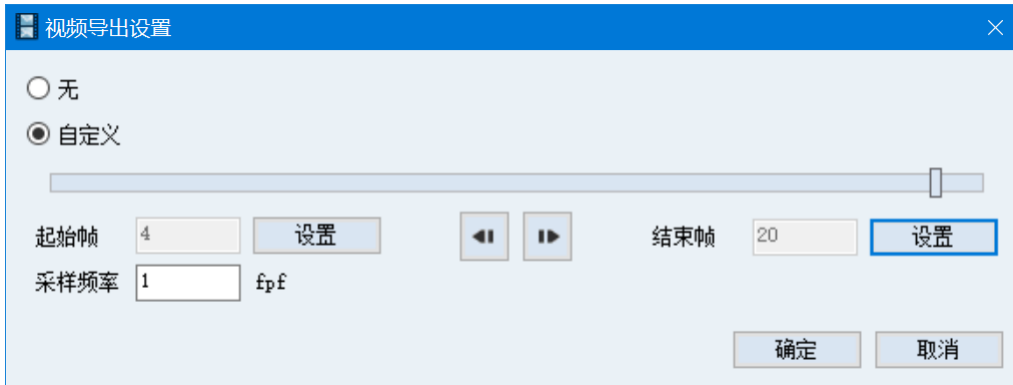 视频导出设置
无
自定义
起始帧 4 设置 结束帧 20 设置
采样频率 1 fpf
确定 取消